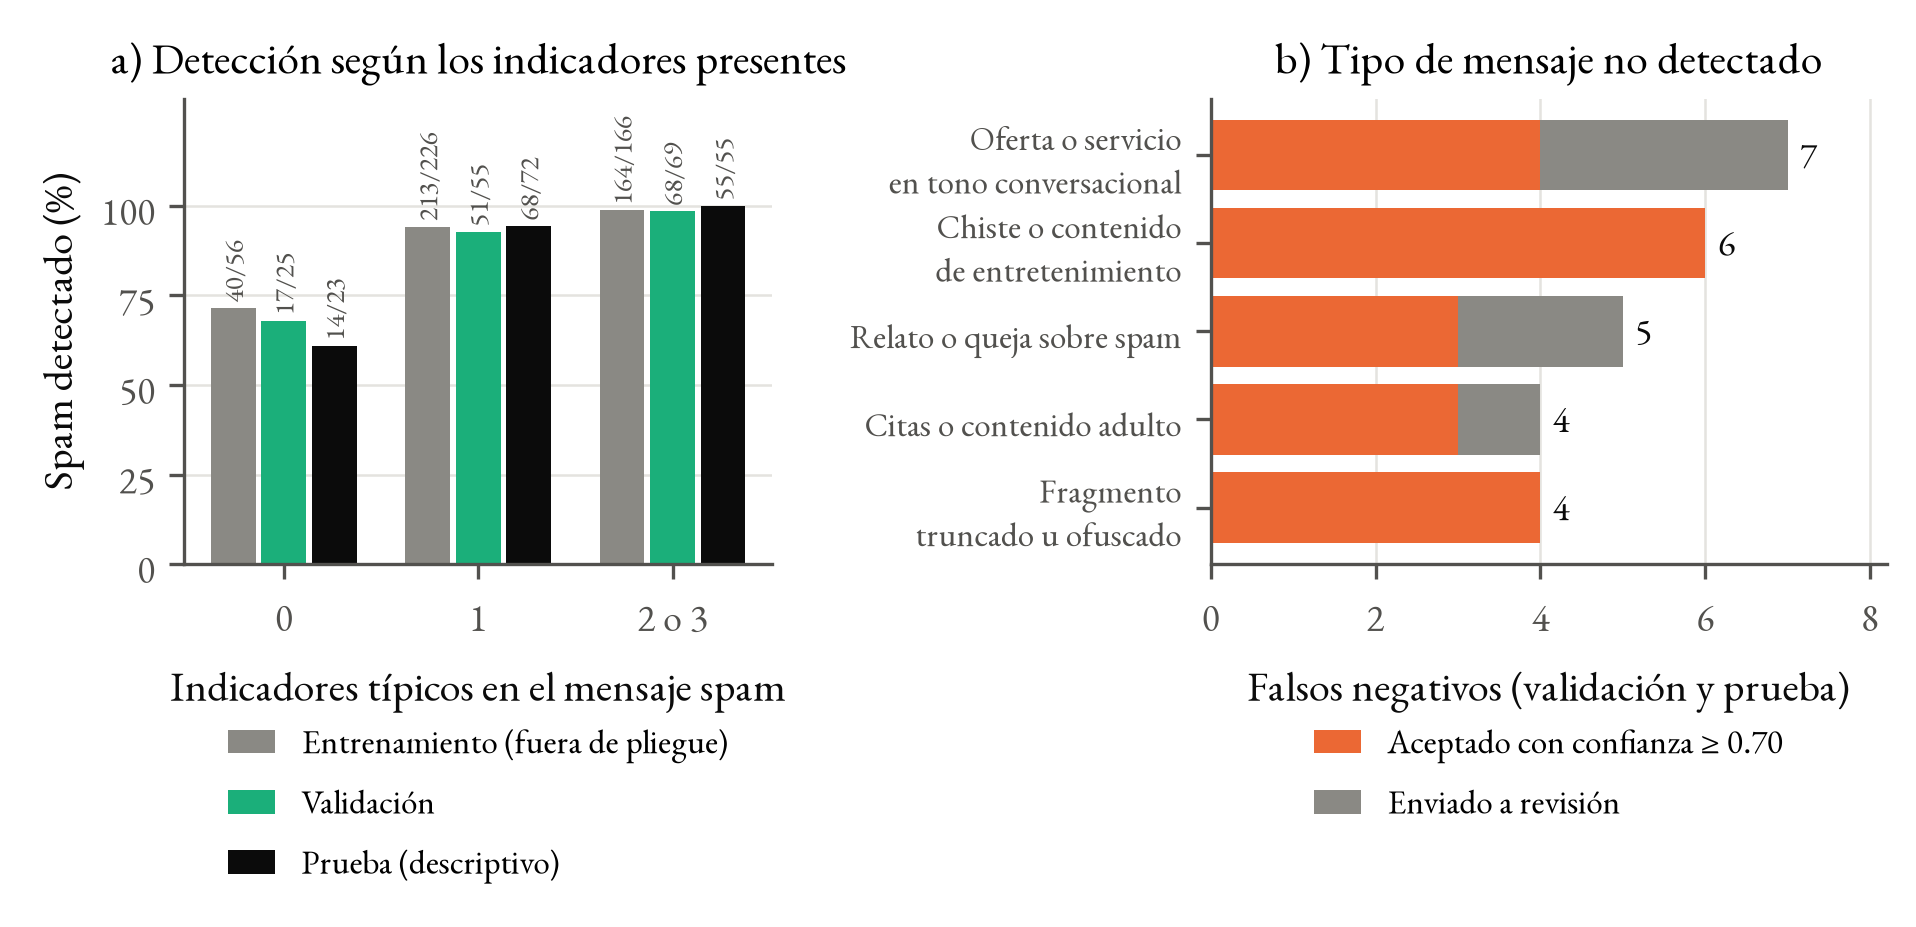 a) Detección según los indicadores presentes
Spam detectado (%)
100
75
50
25
0
40/56
17/25
14/23
213/226
51/55
68/72
164/166
68/69
55/55
0
1
2 o 3
Indicadores típicos en el mensaje spam
Entrenamiento (fuera de pliegue)
Validación
Prueba (descriptivo)
b) Tipo de mensaje no detectado
Oferta o servicio
en tono conversacional
7
Chiste o contenido
de entretenimiento
6
Relato o queja sobre spam
5
Citas o contenido adulto
4
Fragmento
truncado u ofuscado
4
0
2
4
6
8
Falsos negativos (validación y prueba)
Aceptado con confianza ≥ 0.70
Enviado a revisión